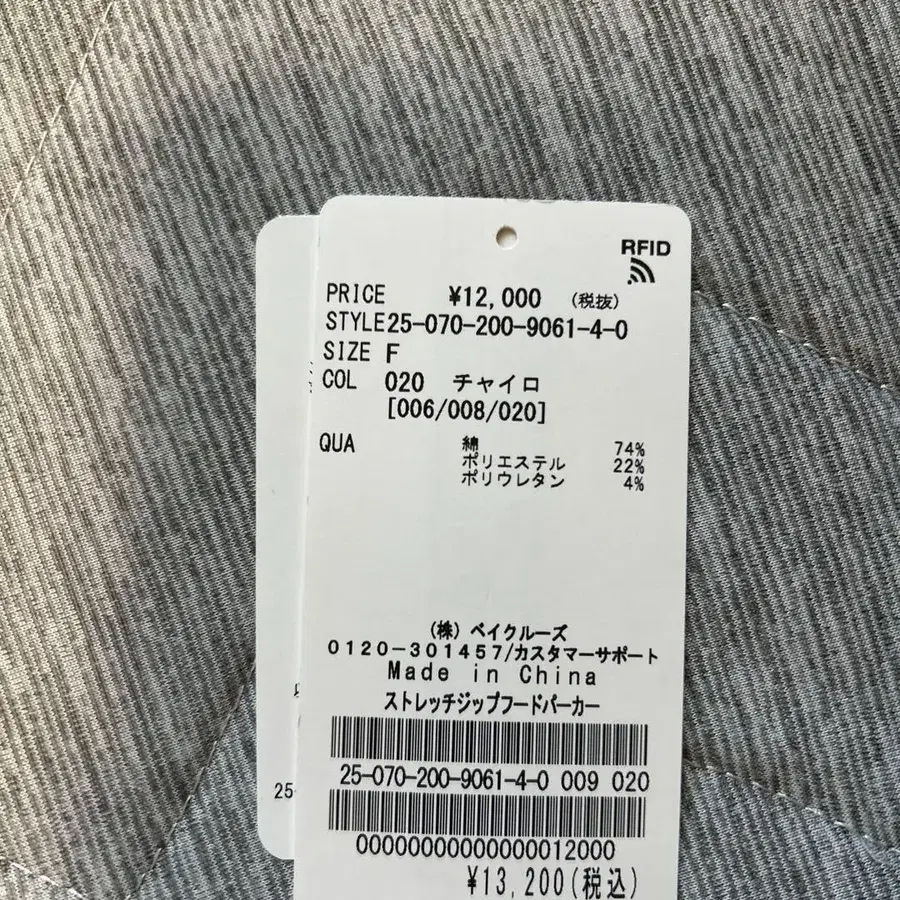 RFID
PRICE ¥12,000 (税抜)
STYLE25-070-200-9061-4-0
SIZE F
COL 020 チャイロ
[006/008/020]
QUA 綿 74%
ポリエステル 22%
ポリウレタン 4%
(株) ベイクルーズ
0120-301457/カスタマーサポート
Made in China
ストレッチジップフードパーカー
25-070-200-9061-4-0 009 020
00000000000000012000
¥13,200(税込)
25-